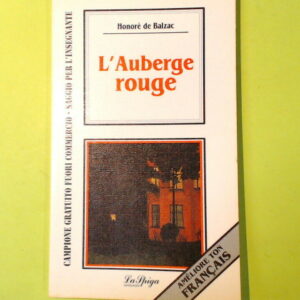 Honoré de Balzac
L'Auberge
rouge
CAMPIONE GRATUITO FUORI COMMERCIO - SAGGIO PER L'INSEGNANTE
La Spiga
AMÉLIORE TON
FRANÇAIS